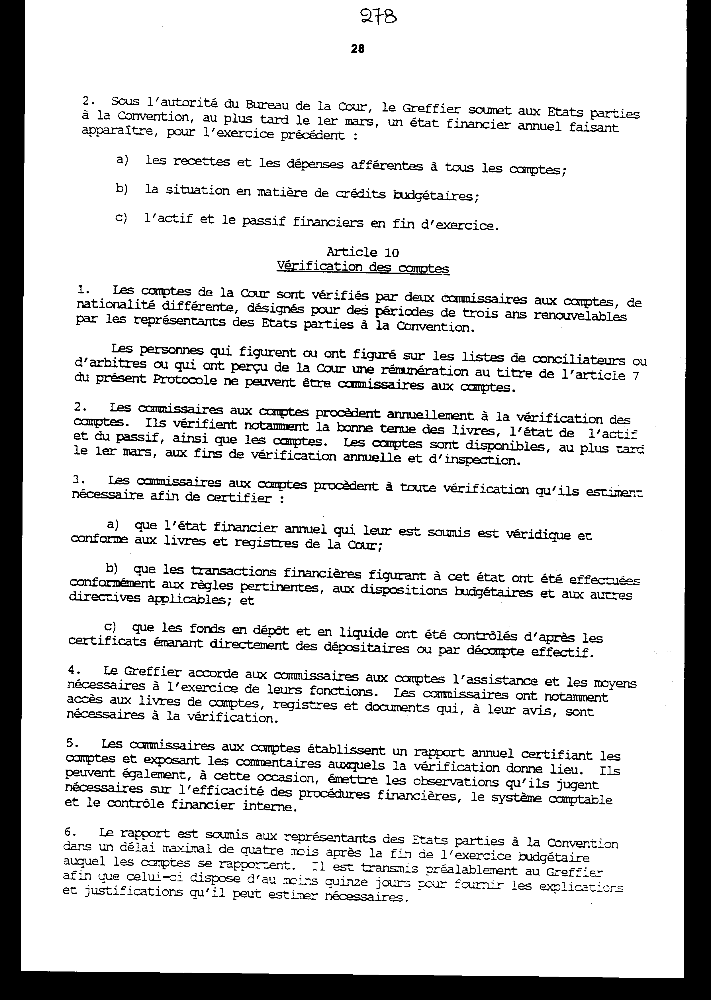 278
28
2. Sous l'autorité du Bureau de la Cour, le Greffier soumet aux Etats parties
à la Convention, au plus tard le 1er mars, un état financier annuel faisant
apparaître, pour l'exercice précédent :
a) les recettes et les dépenses afférentes à tous les comptes;
b) la situation en matière de crédits budgétaires;
c) l'actif et le passif financiers en fin d'exercice.
Article 10
Vérification des comptes
1. Les comptes de la Cour sont vérifiés par deux commissaires aux comptes, de
nationalité différente, désignés pour des périodes de trois ans renouvelables
par les représentants des Etats parties à la Convention.
Les personnes qui figurent ou ont figuré sur les listes de conciliateurs ou
d'arbitres ou qui ont perçu de la Cour une rémunération au titre de l'article 7
du présent Protocole ne peuvent être commissaires aux comptes.
2. Les commissaires aux comptes procèdent annuellement à la vérification des
comptes. Ils vérifient notamment la bonne tenue des livres, l'état de l'actif
et du passif, ainsi que les comptes. Les comptes sont disponibles, au plus tard
le 1er mars, aux fins de vérification annuelle et d'inspection.
3. Les commissaires aux comptes procèdent à toute vérification qu'ils estiment
nécessaire afin de certifier :
a) que l'état financier annuel qui leur est soumis est véridique et
conforme aux livres et registres de la Cour;
b) que les transactions financières figurant à cet état ont été effectuées
conformément aux règles pertinentes, aux dispositions budgétaires et aux autres
directives applicables; et
c) que les fonds en dépôt et en liquide ont été contrôlés d'après les
certificats émanant directement des dépositaires ou par décompte effectif.
4. Le Greffier accorde aux commissaires aux comptes l'assistance et les moyens
nécessaires à l'exercice de leurs fonctions. Les commissaires ont notamment
accès aux livres de comptes, registres et documents qui, à leur avis, sont
nécessaires à la vérification.
5. Les commissaires aux comptes établissent un rapport annuel certifiant les
comptes et exposant les commentaires auxquels la vérification donne lieu. Ils
peuvent également, à cette occasion, émettre les observations qu'ils jugent
nécessaires sur l'efficacité des procédures financières, le système comptable
et le contrôle financier interne.
6. Le rapport est soumis aux représentants des Etats parties à la Convention
dans un délai maximal de quatre mois après la fin de l'exercice budgétaire
auquel les comptes se rapportent. Il est transmis préalablement au Greffier
afin que celui-ci dispose d'au moins quinze jours pour fournir les explications
et justifications qu'il peut estimer nécessaires.